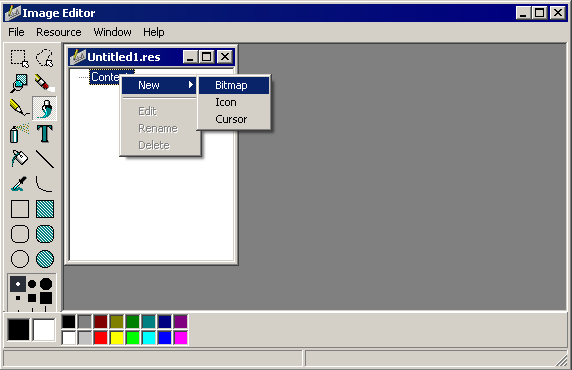 Image Editor
File Resource Window Help
Untitled1.res
Conte
New
Bitmap
Icon
Cursor
Edit
Rename
Delete
T